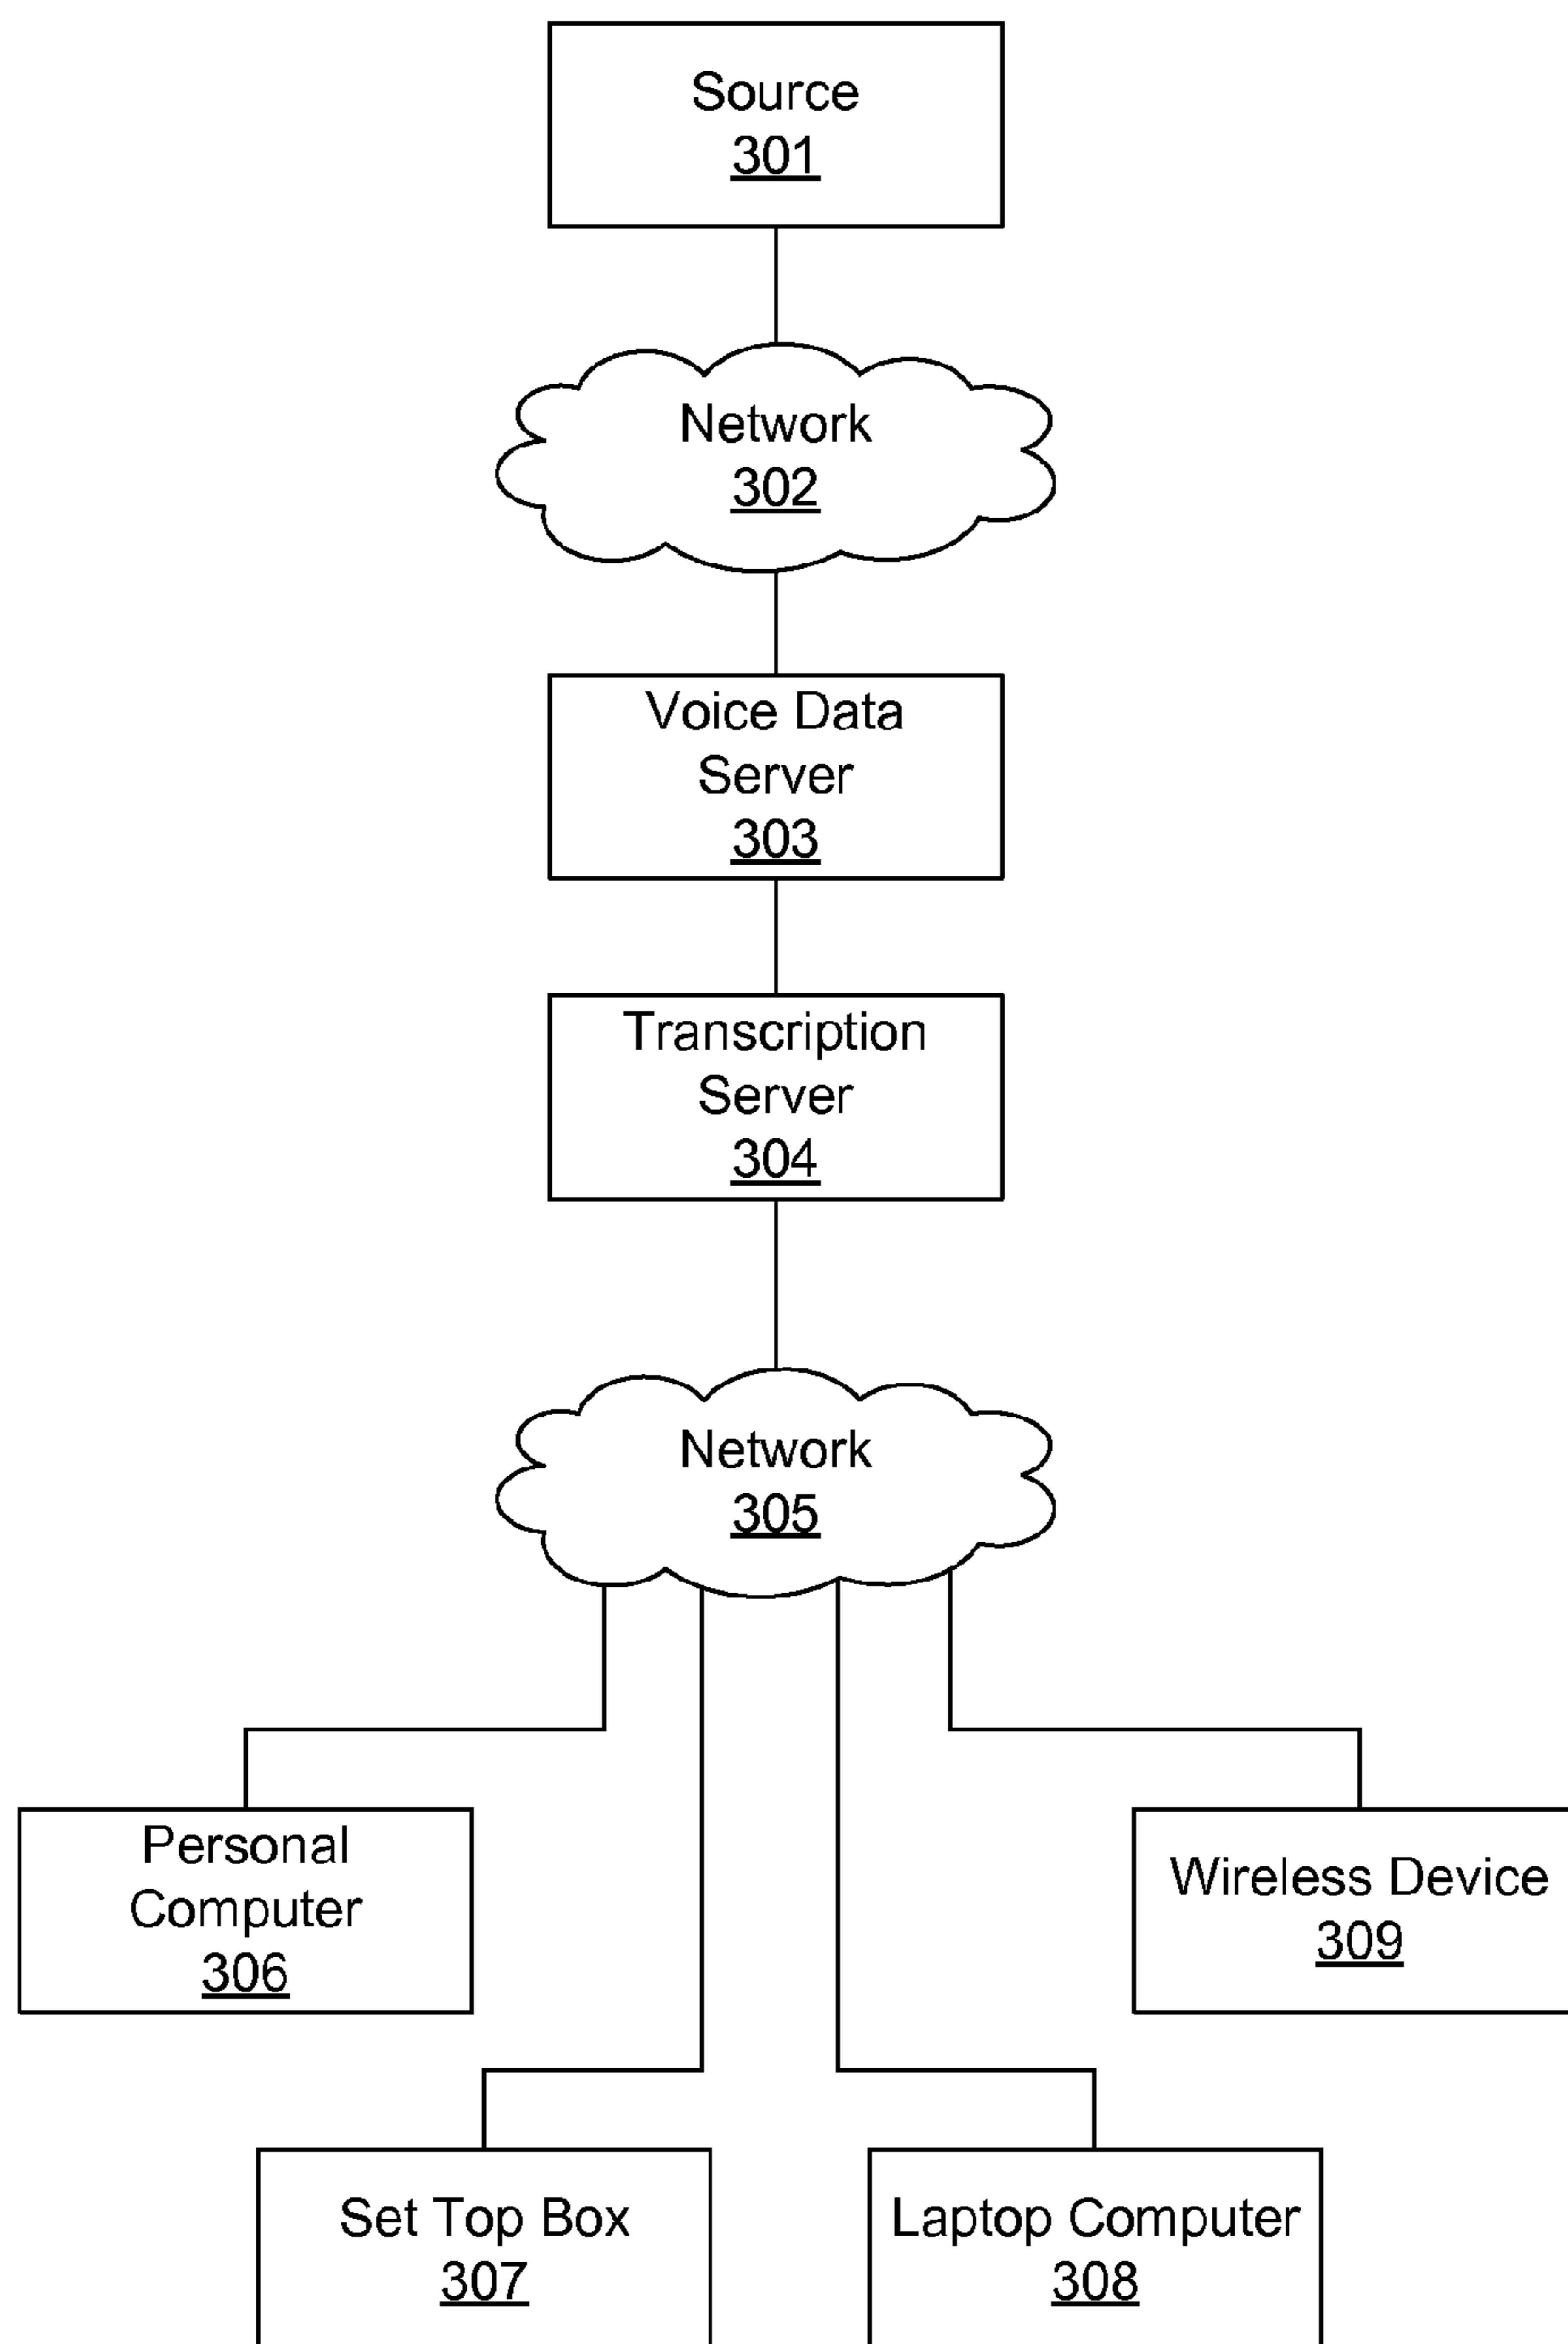 Source
301
Network
302
Voice Data
Server
303
Transcription
Server
304
Network
305
Personal
Computer
306
Wireless Device
309
Set Top Box
307
Laptop Computer
308